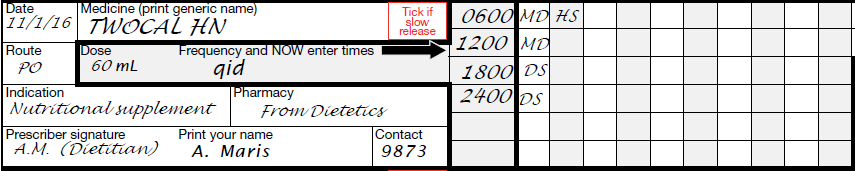 Date Medicine (print generic name) Tick if slow release
11/1/16 TWOCAL HN
0600 MD HS
1200 MD
Route Dose Frequency and NOW enter times
PO 60 mL qid
1800 DS
2400 DS
Indication Pharmacy
Nutritional supplement From Dietetics
Prescriber signature Print your name Contact
A.M. (Dietitian) A. Maris 9873